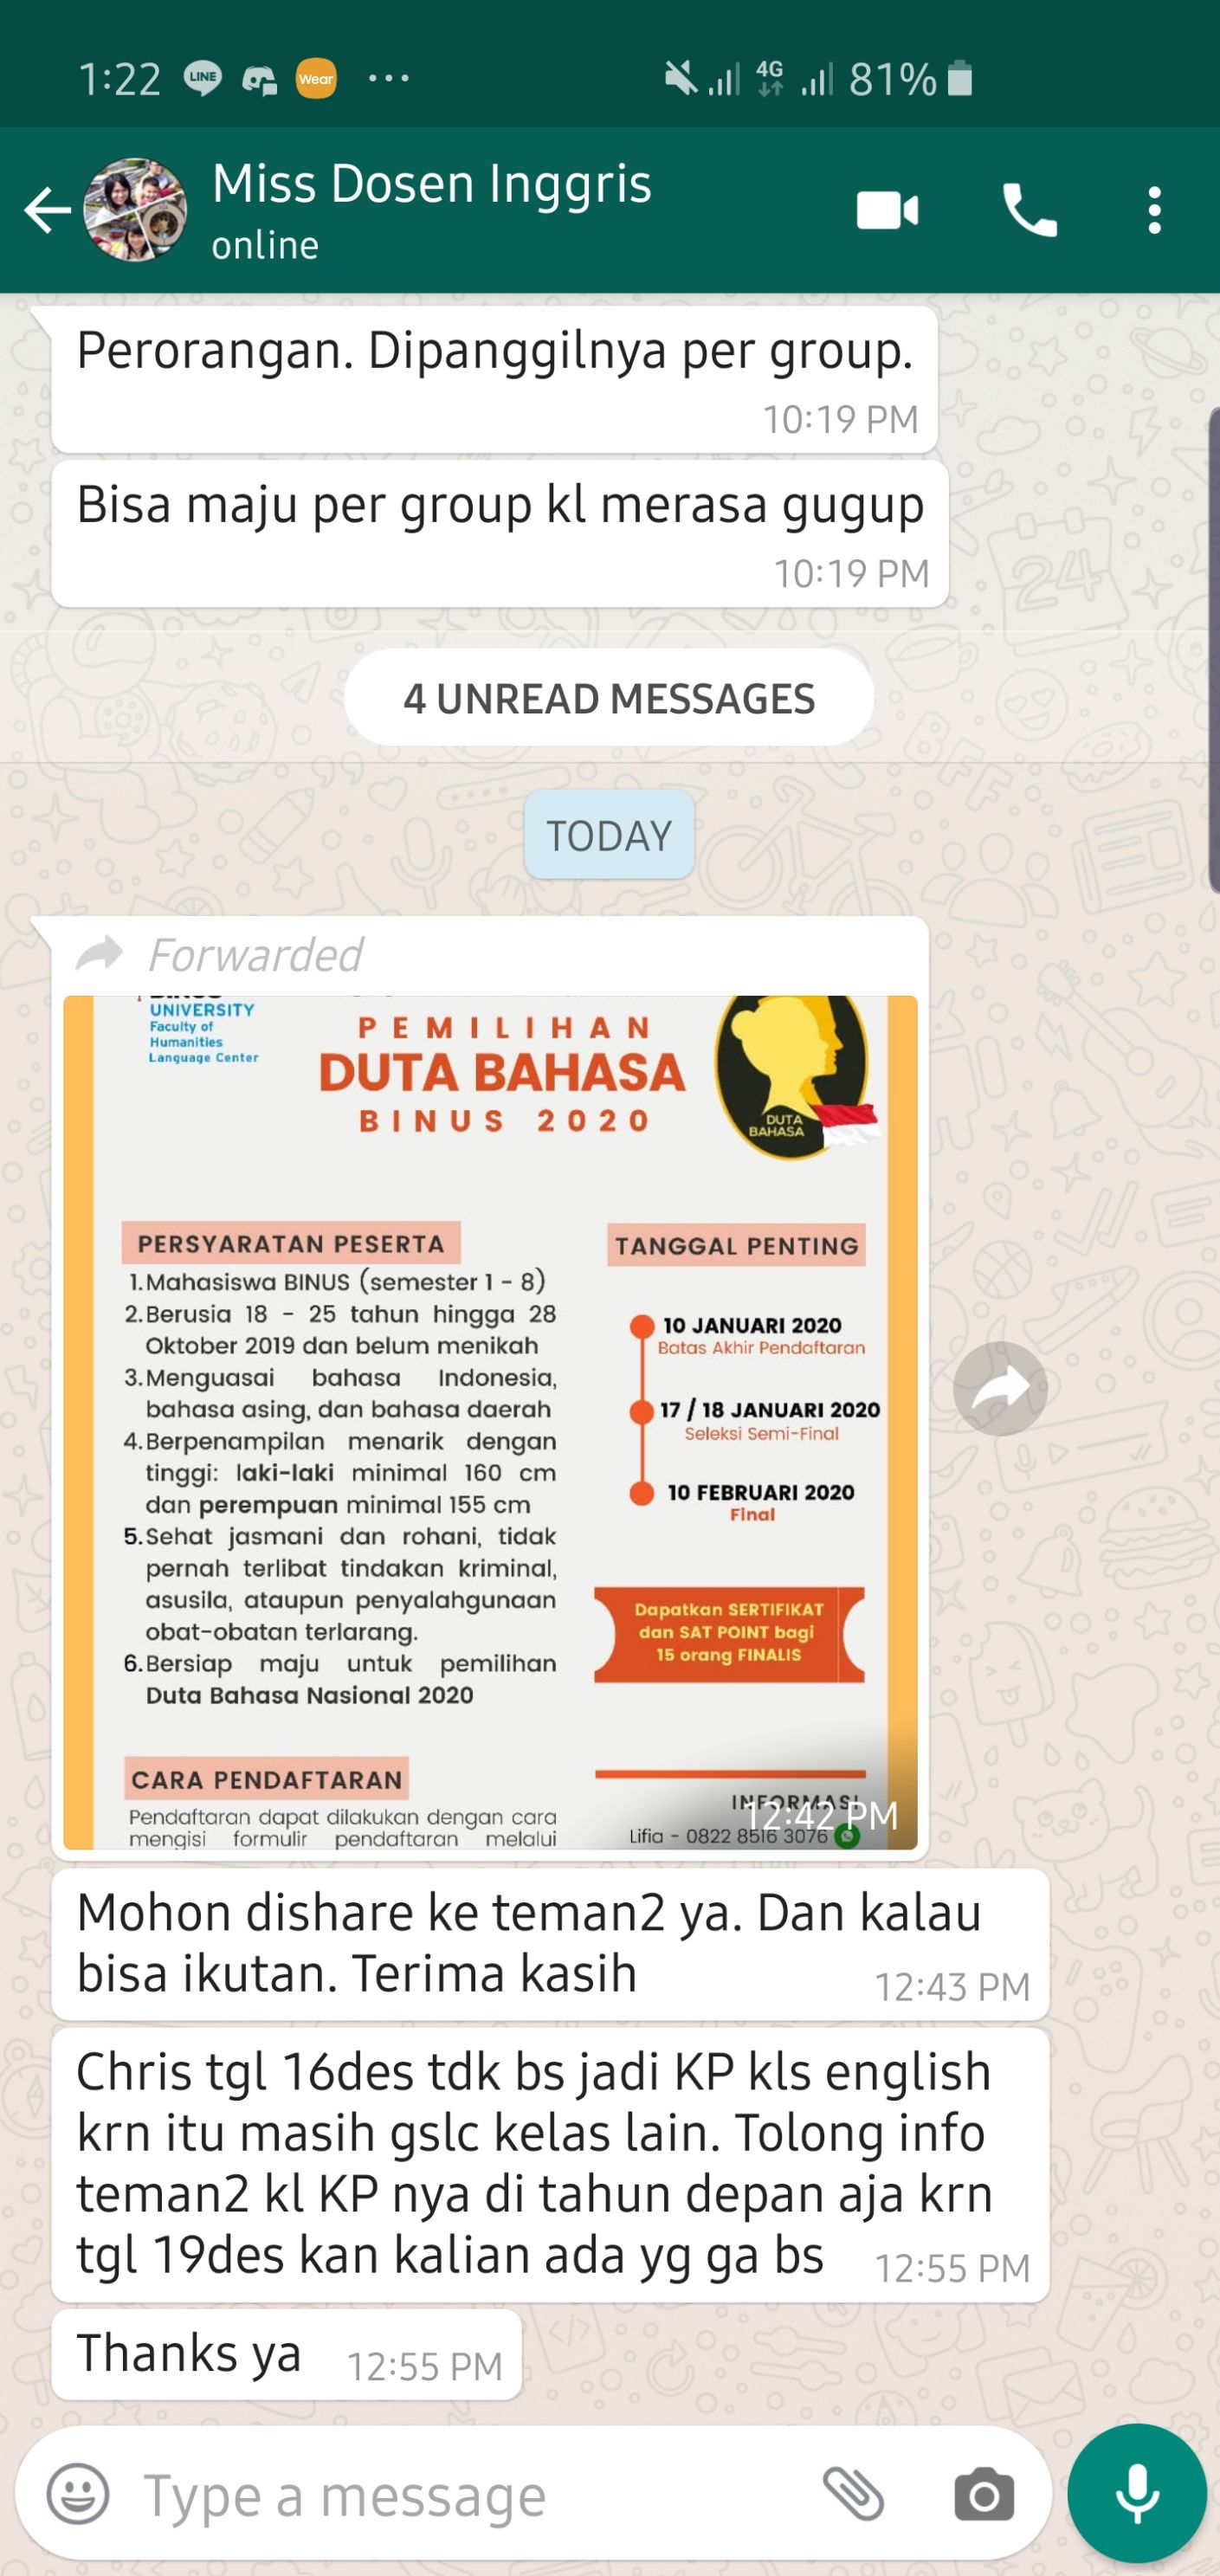 1:22 LINE Wear ... 4G 81%
Miss Dosen Inggris
online
Perorangan. Dipanggilnya per group.
10:19 PM
Bisa maju per group kl merasa gugup
10:19 PM
4 UNREAD MESSAGES
TODAY
Forwarded
BINUS
UNIVERSITY
Faculty of
Humanities
Language Center
PEMILIHAN
DUTA BAHASA
BINUS 2020
DUTA
BAHASA
PERSYARATAN PESERTA
1.Mahasiswa BINUS (semester 1 - 8)
2.Berusia 18 - 25 tahun hingga 28
Oktober 2019 dan belum menikah
3.Menguasai bahasa Indonesia,
bahasa asing, dan bahasa daerah
4.Berpenampilan menarik dengan
tinggi: laki-laki minimal 160 cm
dan perempuan minimal 155 cm
5.Sehat jasmani dan rohani, tidak
pernah terlibat tindakan kriminal,
asusila, ataupun penyalahgunaan
obat-obatan terlarang.
6.Bersiap maju untuk pemilihan
Duta Bahasa Nasional 2020
TANGGAL PENTING
10 JANUARI 2020
Batas Akhir Pendaftaran
17 / 18 JANUARI 2020
Seleksi Semi-Final
10 FEBRUARI 2020
Final
Dapatkan SERTIFIKAT
dan SAT POINT bagi
15 orang FINALIS
CARA PENDAFTARAN
Pendaftaran dapat dilakukan dengan cara
mengisi formulir pendaftaran melalui
INFORMASI
Lifia - 0822 8516 3076
12:42 PM
Mohon dishare ke teman2 ya. Dan kalau
bisa ikutan. Terima kasih 12:43 PM
Chris tgl 16des tdk bs jadi KP kls english
krn itu masih gslc kelas lain. Tolong info
teman2 kl KP nya di tahun depan aja krn
tgl 19des kan kalian ada yg ga bs 12:55 PM
Thanks ya 12:55 PM
Type a message